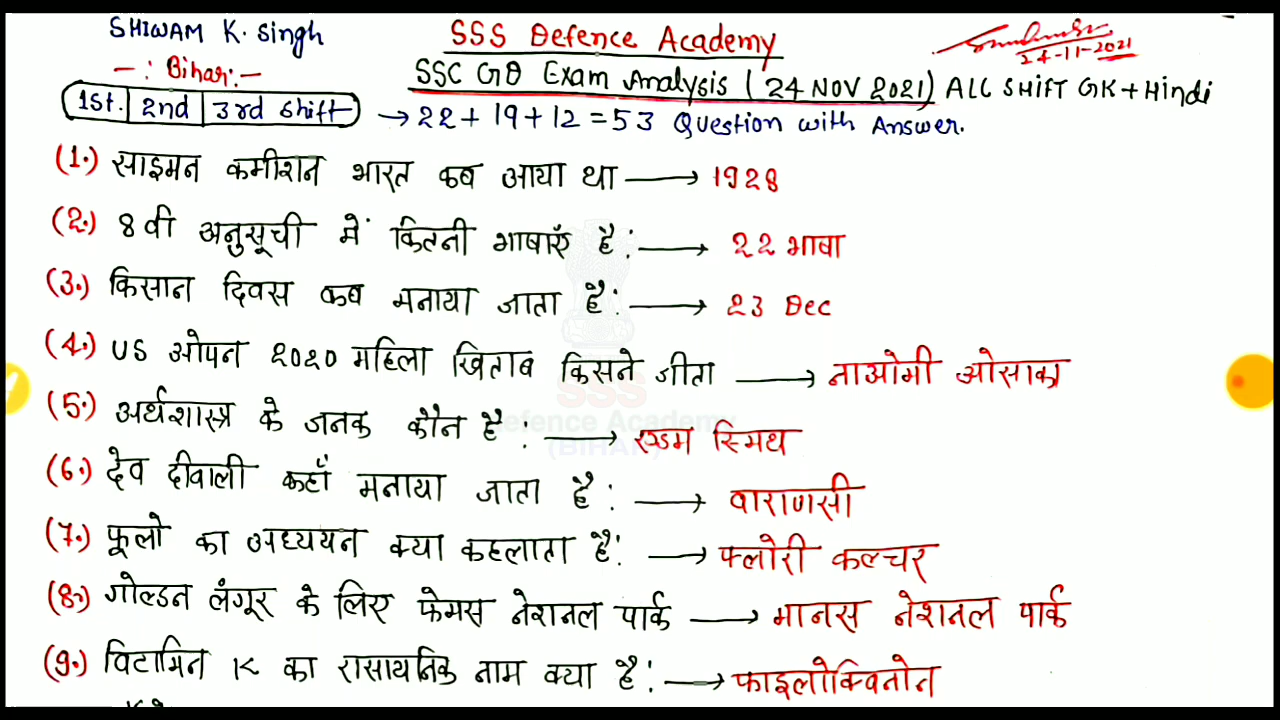 SHIWAM K. Singh
SSS Defence Academy
24-11-2021
-: Bihar:-
SSC GD Exam Analysis (24 NOV 2021) ALL SHIFT GK+Hindi
1st. 2nd 3rd shift → 22+19+12=53 Question with Answer.
(1.) साइमन कमीशन भारत कब आया था → 1928
(2.) 8वी अनुसूची में कितनी भाषाएँ है: → 22 भाषा
(3.) किसान दिवस कब मनाया जाता है: → 23 Dec
(4.) US ओपन 2020 महिला खिताब किसने जीता → नाओमी ओसाका
(5.) अर्थशास्त्र के जनक कौन है: → एडम स्मिथ
(6.) देव दीवाली कहाँ मनाया जाता है: → वाराणसी
(7.) फूलो का अध्ययन क्या कहलाता है: → फ्लोरी कल्चर
(8.) गोल्डन लंगूर के लिए फेमस नेशनल पार्क → मानस नेशनल पार्क
(9.) विटामिन K का रासायनिक नाम क्या है: → फाइलोक्विनोन
SSS
Defence Academy
(BIHAR)